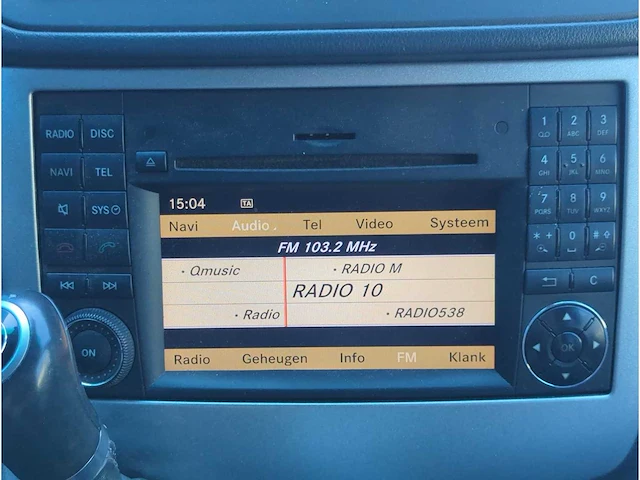 RADIO DISC
NAVI TEL
SYS
ON
15:04 TA
Navi Audio Tel Video Systeem
FM 103.2 MHz
• Qmusic • RADIO M
RADIO 10
• Radio • RADIO538
Radio Geheugen Info FM Klank
1 2 ABC 3 DEF
4 GHI 5 JKL 6 MNO
7 PQRS 8 TUV 9 WXYZ
* + 0 #
C
OK